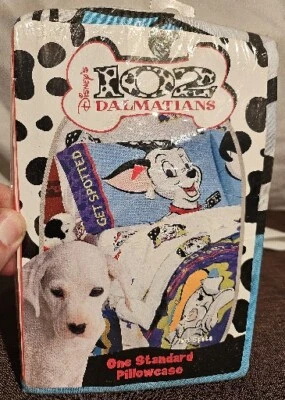 Disney's
102
DALMATIANS
GET SPOTTED
One Standard
Pillowcase